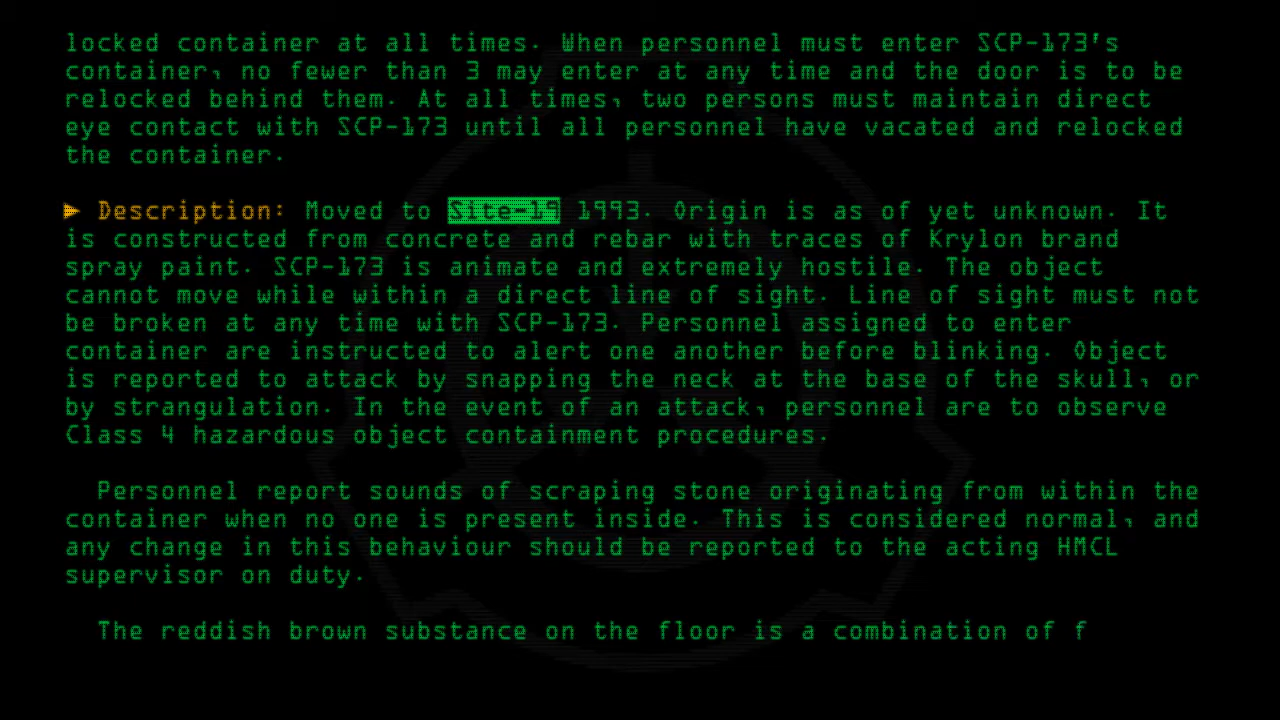 locked container at all times. When personnel must enter SCP-173's
container, no fewer than 3 may enter at any time and the door is to be
relocked behind them. At all times, two persons must maintain direct
eye contact with SCP-173 until all personnel have vacated and relocked
the container.
► Description: Moved to Site-19 1993. Origin is as of yet unknown. It
is constructed from concrete and rebar with traces of Krylon brand
spray paint. SCP-173 is animate and extremely hostile. The object
cannot move while within a direct line of sight. Line of sight must not
be broken at any time with SCP-173. Personnel assigned to enter
container are instructed to alert one another before blinking. Object
is reported to attack by snapping the neck at the base of the skull, or
by strangulation. In the event of an attack, personnel are to observe
Class 4 hazardous object containment procedures.
Personnel report sounds of scraping stone originating from within the
container when no one is present inside. This is considered normal, and
any change in this behaviour should be reported to the acting HMCL
supervisor on duty.
The reddish brown substance on the floor is a combination of f